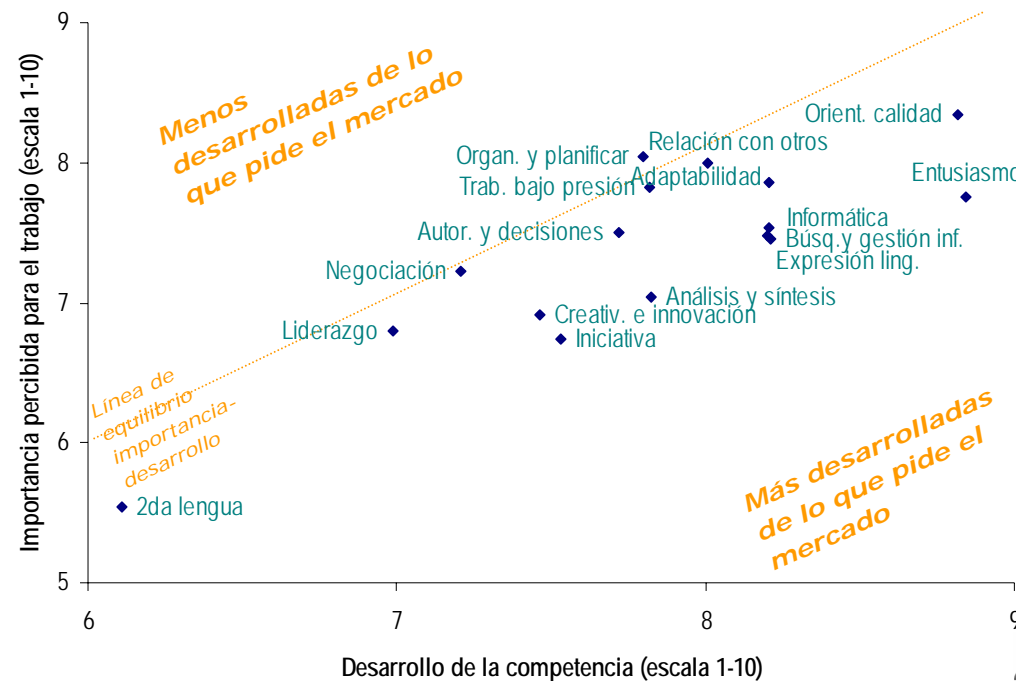 9
8
7
6
5
Importancia percibida para el trabajo (escala 1-10)
Menos
desarrolladas de lo
que pide el mercado
Orient. calidad
Relación con otros
Organ. y planificar
Adaptabilidad
Trab. bajo presión
Entusiasmo
Informática
Autor. y decisiones
Búsq.y gestión inf.
Expresión ling.
Negociación
Análisis y síntesis
Creativ. e innovación
Liderazgo
Iniciativa
Línea de
equilibrio
importancia-
desarrollo
Más desarrolladas
de lo que pide el
mercado
2da lengua
6
7
8
9
Desarrollo de la competencia (escala 1-10)